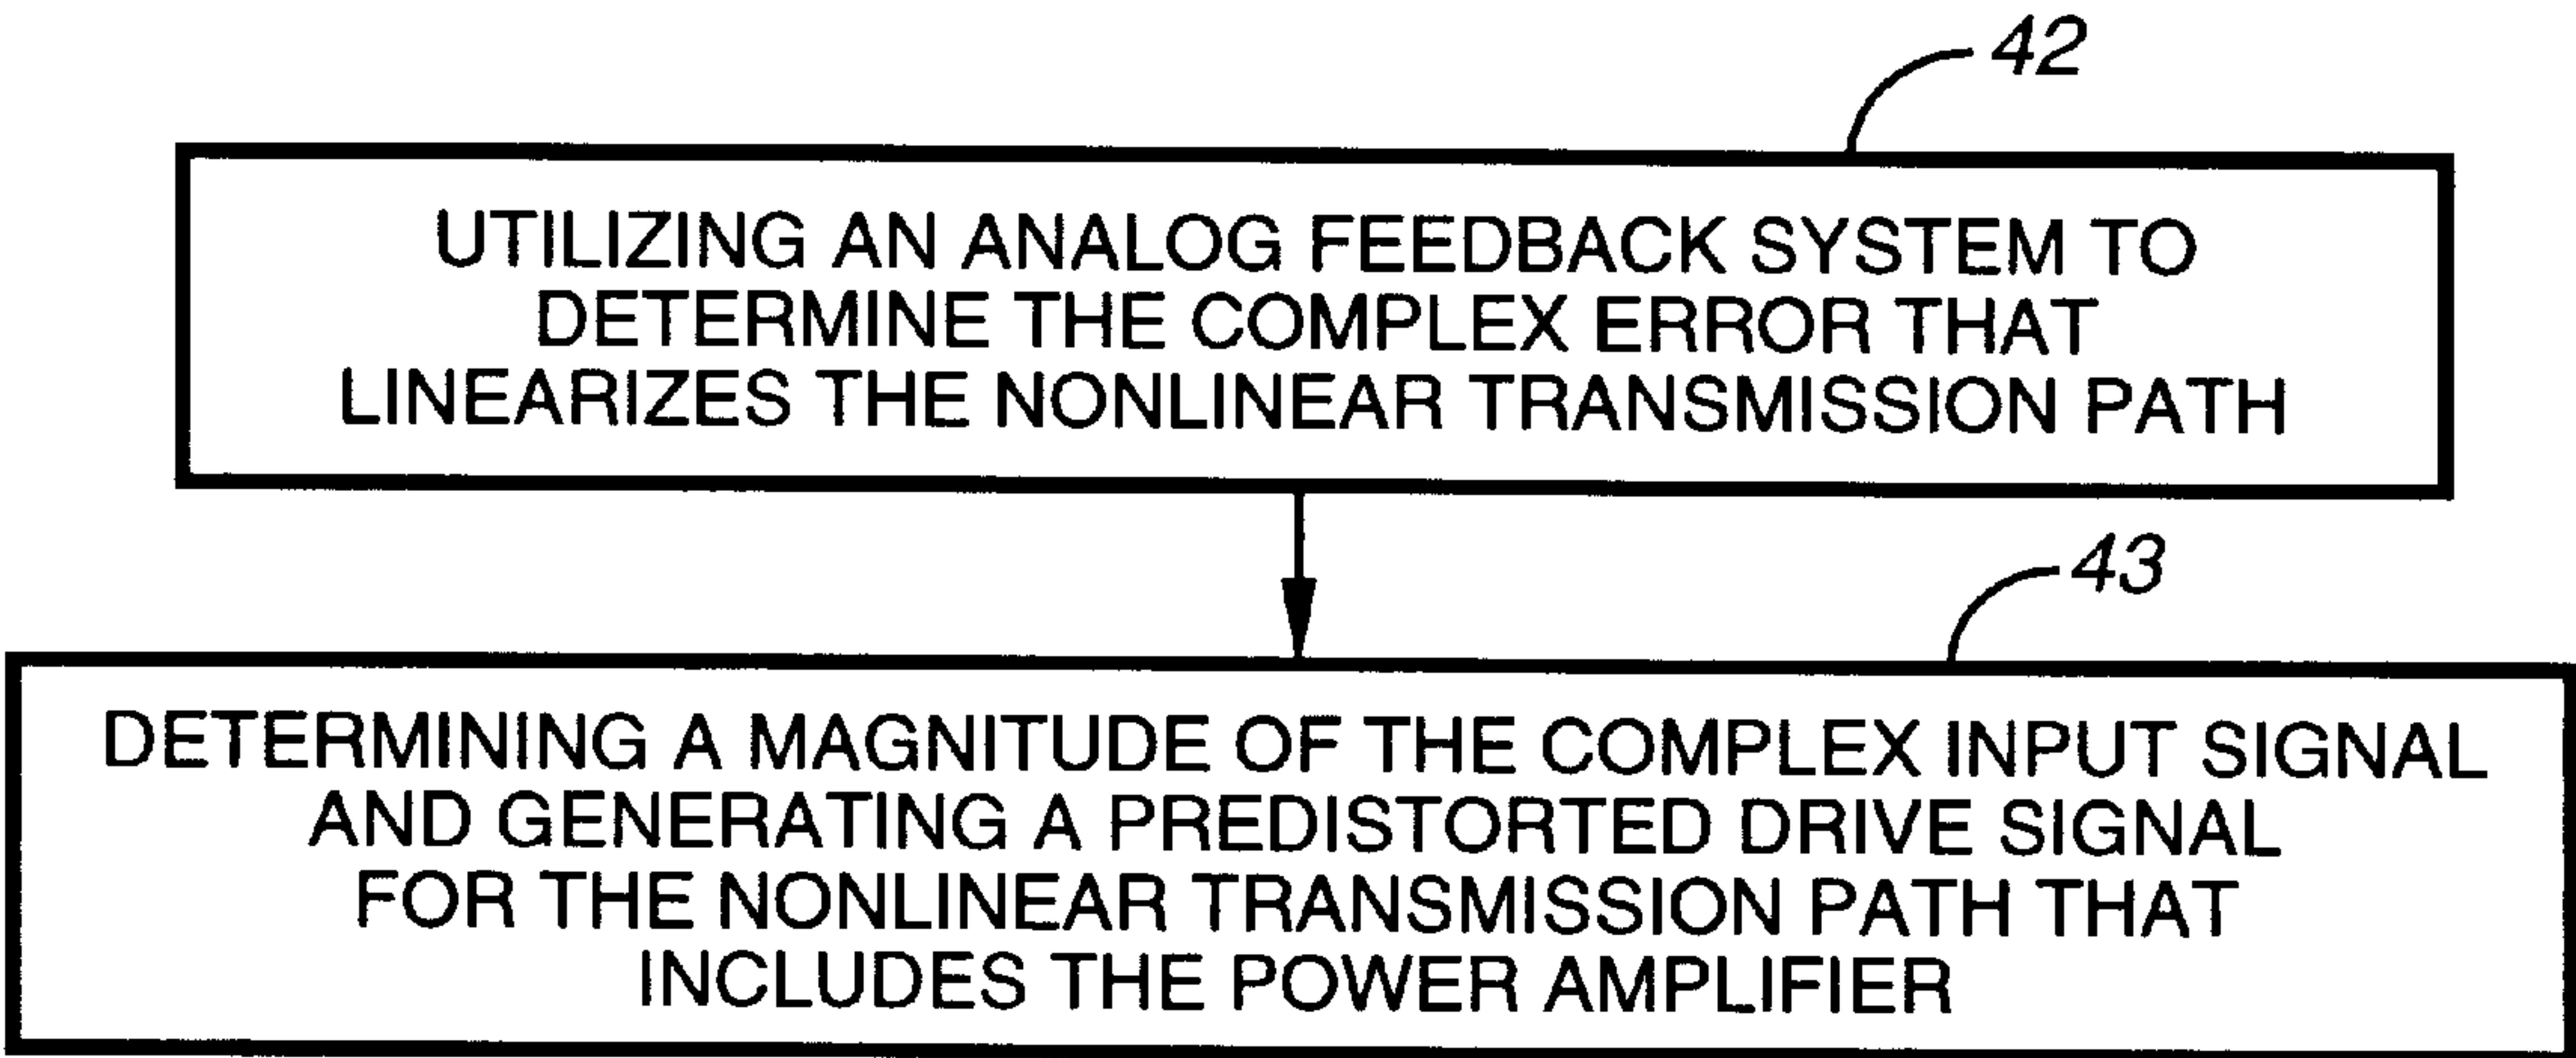 42
UTILIZING AN ANALOG FEEDBACK SYSTEM TO
DETERMINE THE COMPLEX ERROR THAT
LINEARIZES THE NONLINEAR TRANSMISSION PATH
43
DETERMINING A MAGNITUDE OF THE COMPLEX INPUT SIGNAL
AND GENERATING A PREDISTORTED DRIVE SIGNAL
FOR THE NONLINEAR TRANSMISSION PATH THAT
INCLUDES THE POWER AMPLIFIER